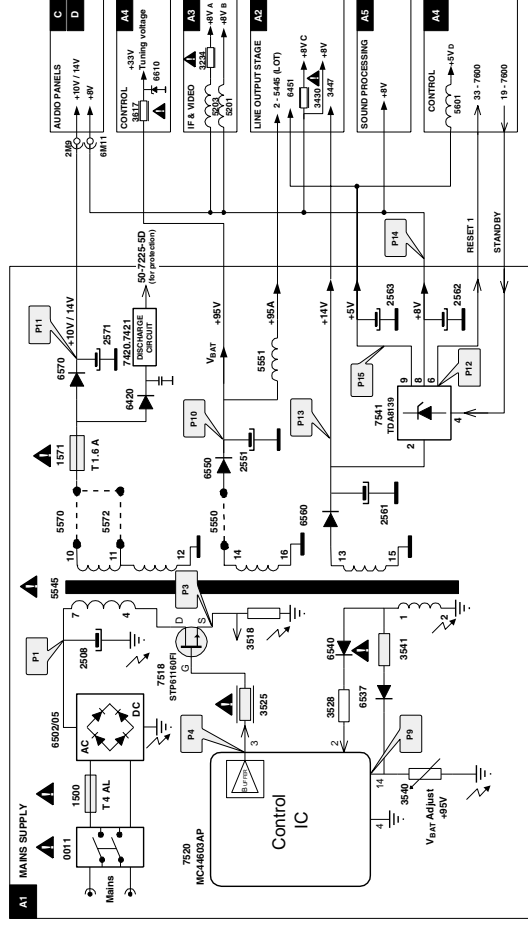 A1
MAINS SUPPLY
0011
Mains
1500
T 4 AL
6502/05
AC
DC
P1
2508
7
4
5545
7518
STP61160FI
D
G
S
P3
3518
3525
P4
3
7520
MC44603AP
BUFFER
Control
IC
2
3528
6540
3541
6537
1
2
14
P9
4
3540
VBAT Adjust
+95V
10
11
12
5570
5572
1571
T 1.6 A
6570
P11
+10V / 14V
2571
6420
7420.7421
DISCHARGE
CIRCUIT
50-7225-5D
(for protection)
14
16
5550
6550
P10
2551
VBAT
+95V
5551
+95A
13
15
6560
2561
P13
+14V
7541
TDA8139
2
4
9
8
6
P15
P12
+5V
2563
+8V
2562
P14
RESET 1
STANDBY
C
D
AUDIO PANELS
+10V / 14V
+8V
2M9
6M11
A4
CONTROL
3617
+33V
Tuning voltage
6610
A3
IF & VIDEO
3234
+8V A
5203
5201
+8V B
A2
LINE OUTPUT STAGE
2 - 5445 (LOT)
6451
+8V C
3430
+8V
3447
A5
SOUND PROCESSING
+8V
A4
CONTROL
5601
+5V D
33 - 7600
19 - 7600